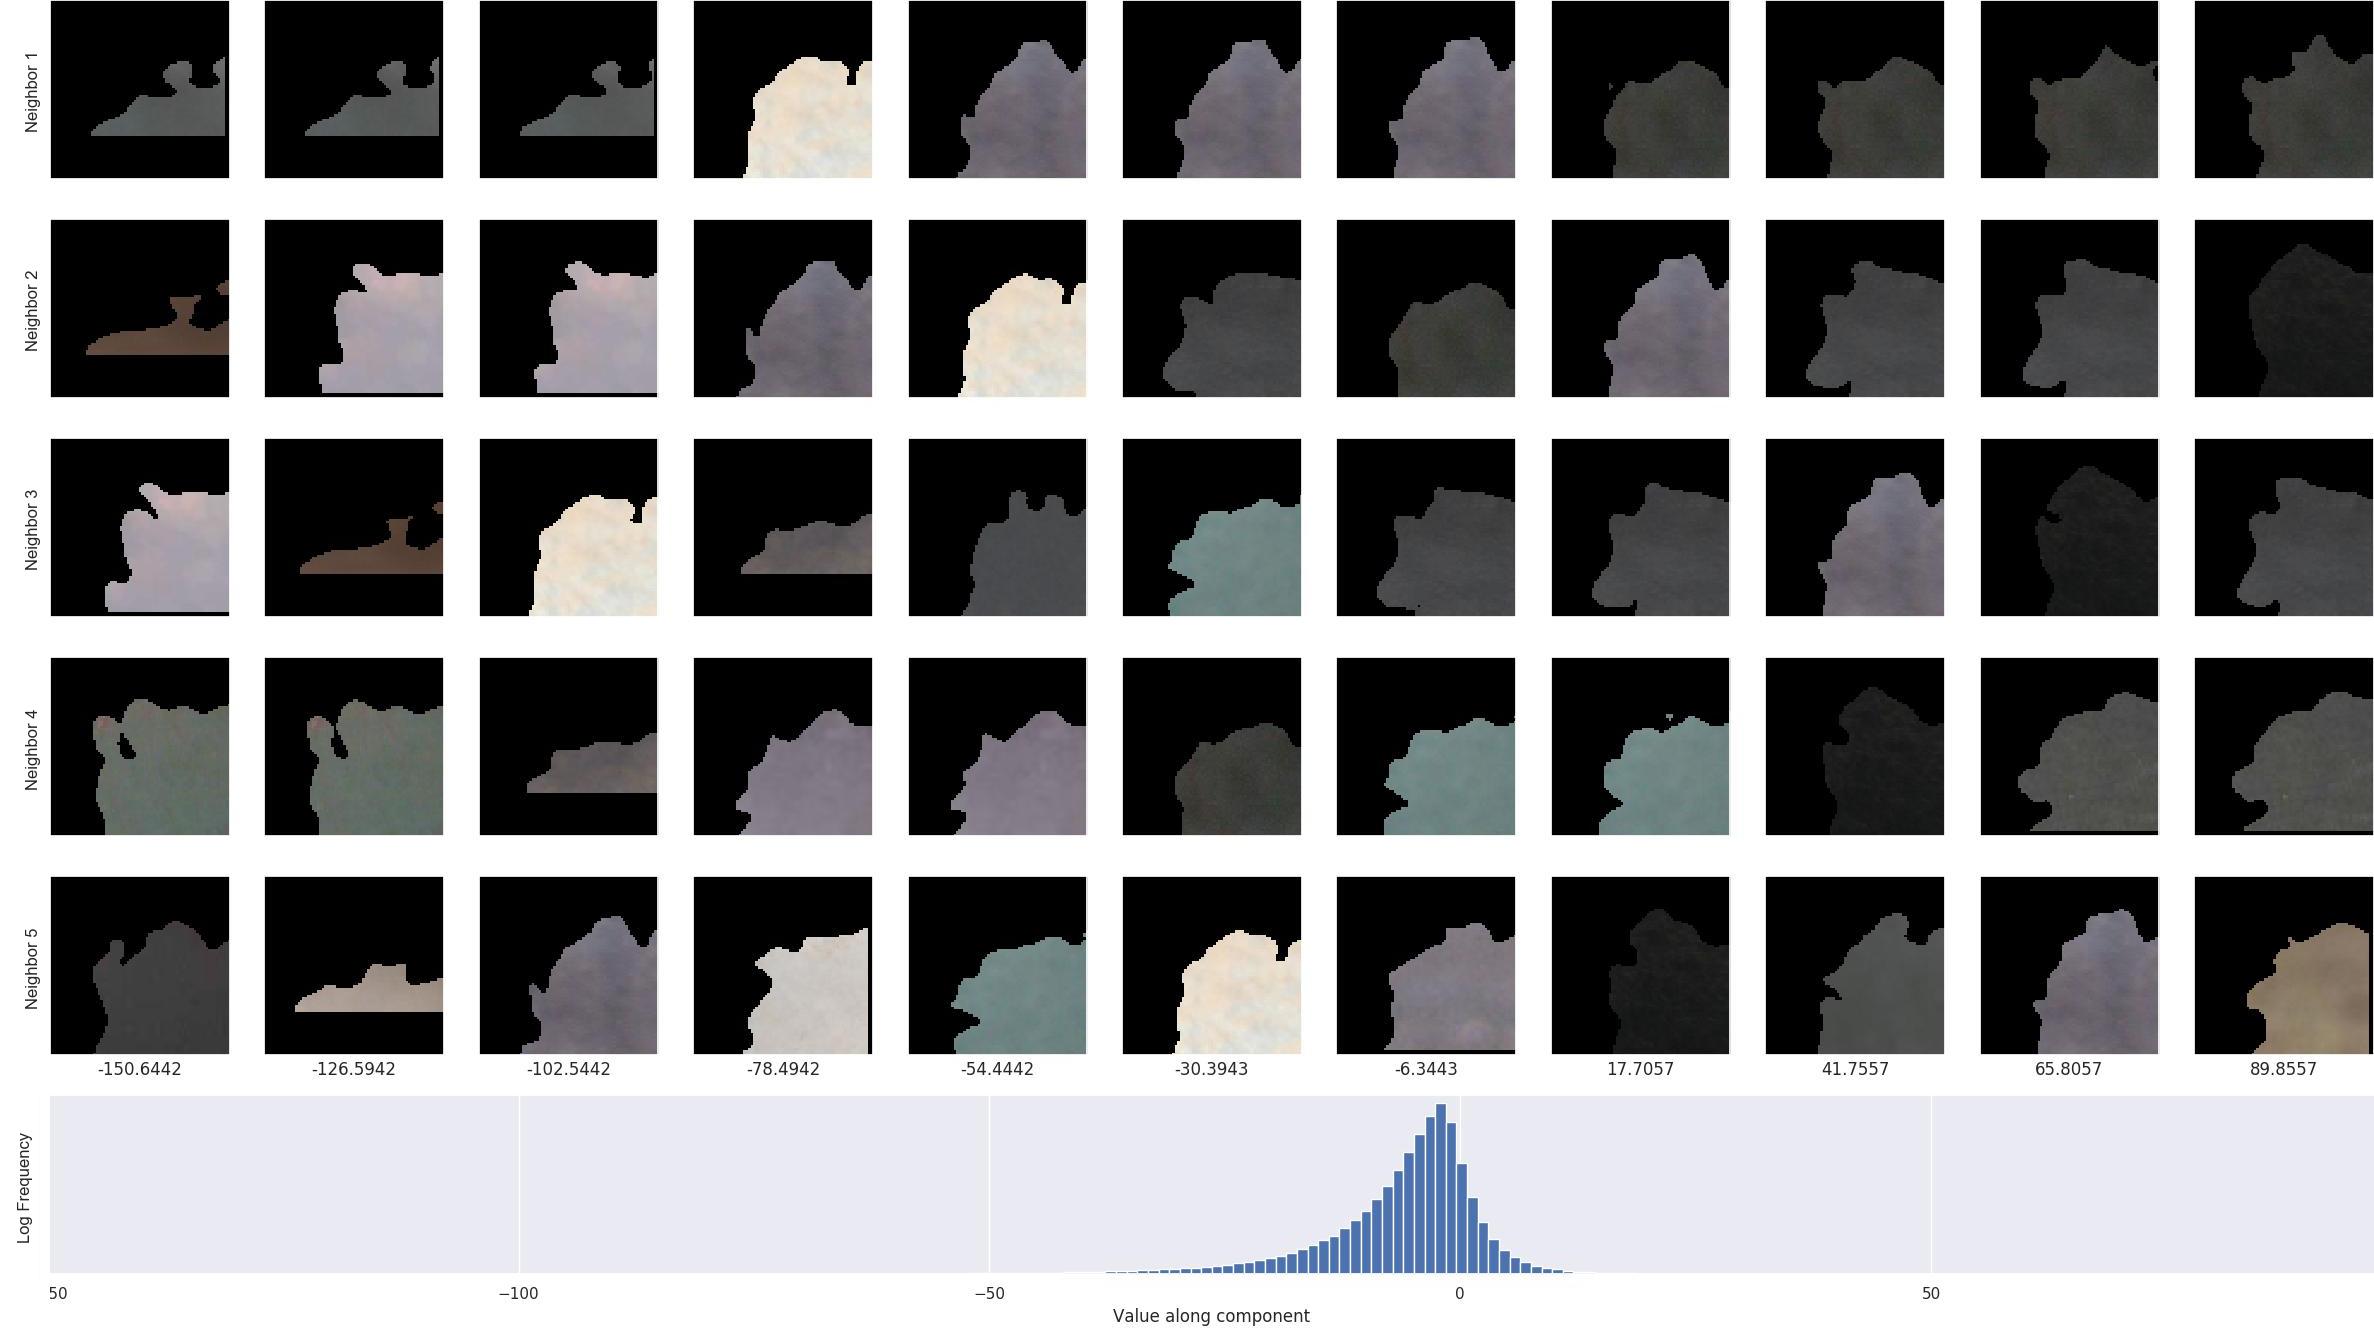 Neighbor 1
Neighbor 2
Neighbor 3
Neighbor 4
Neighbor 5
-150.6442 -126.5942 -102.5442 -78.4942 -54.4442 -30.3943 -6.3443 17.7057 41.7557 65.8057 89.8557
Log Frequency
50 −100 −50 0 50
Value along component